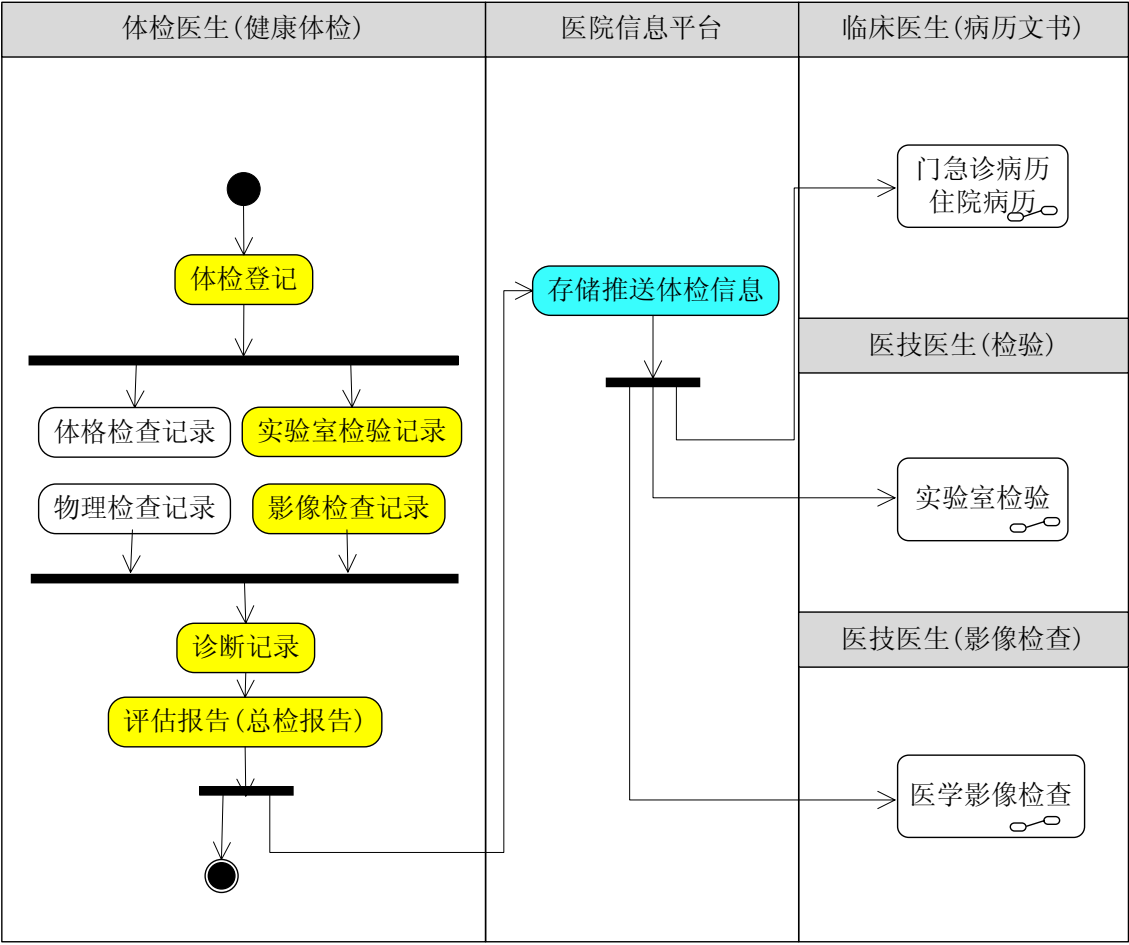 体检医生(健康体检)
医院信息平台
临床医生(病历文书)
门急诊病历
住院病历
体检登记
存储推送体检信息
医技医生(检验)
体格检查记录
实验室检验记录
物理检查记录
影像检查记录
实验室检验
诊断记录
医技医生(影像检查)
评估报告(总检报告)
医学影像检查